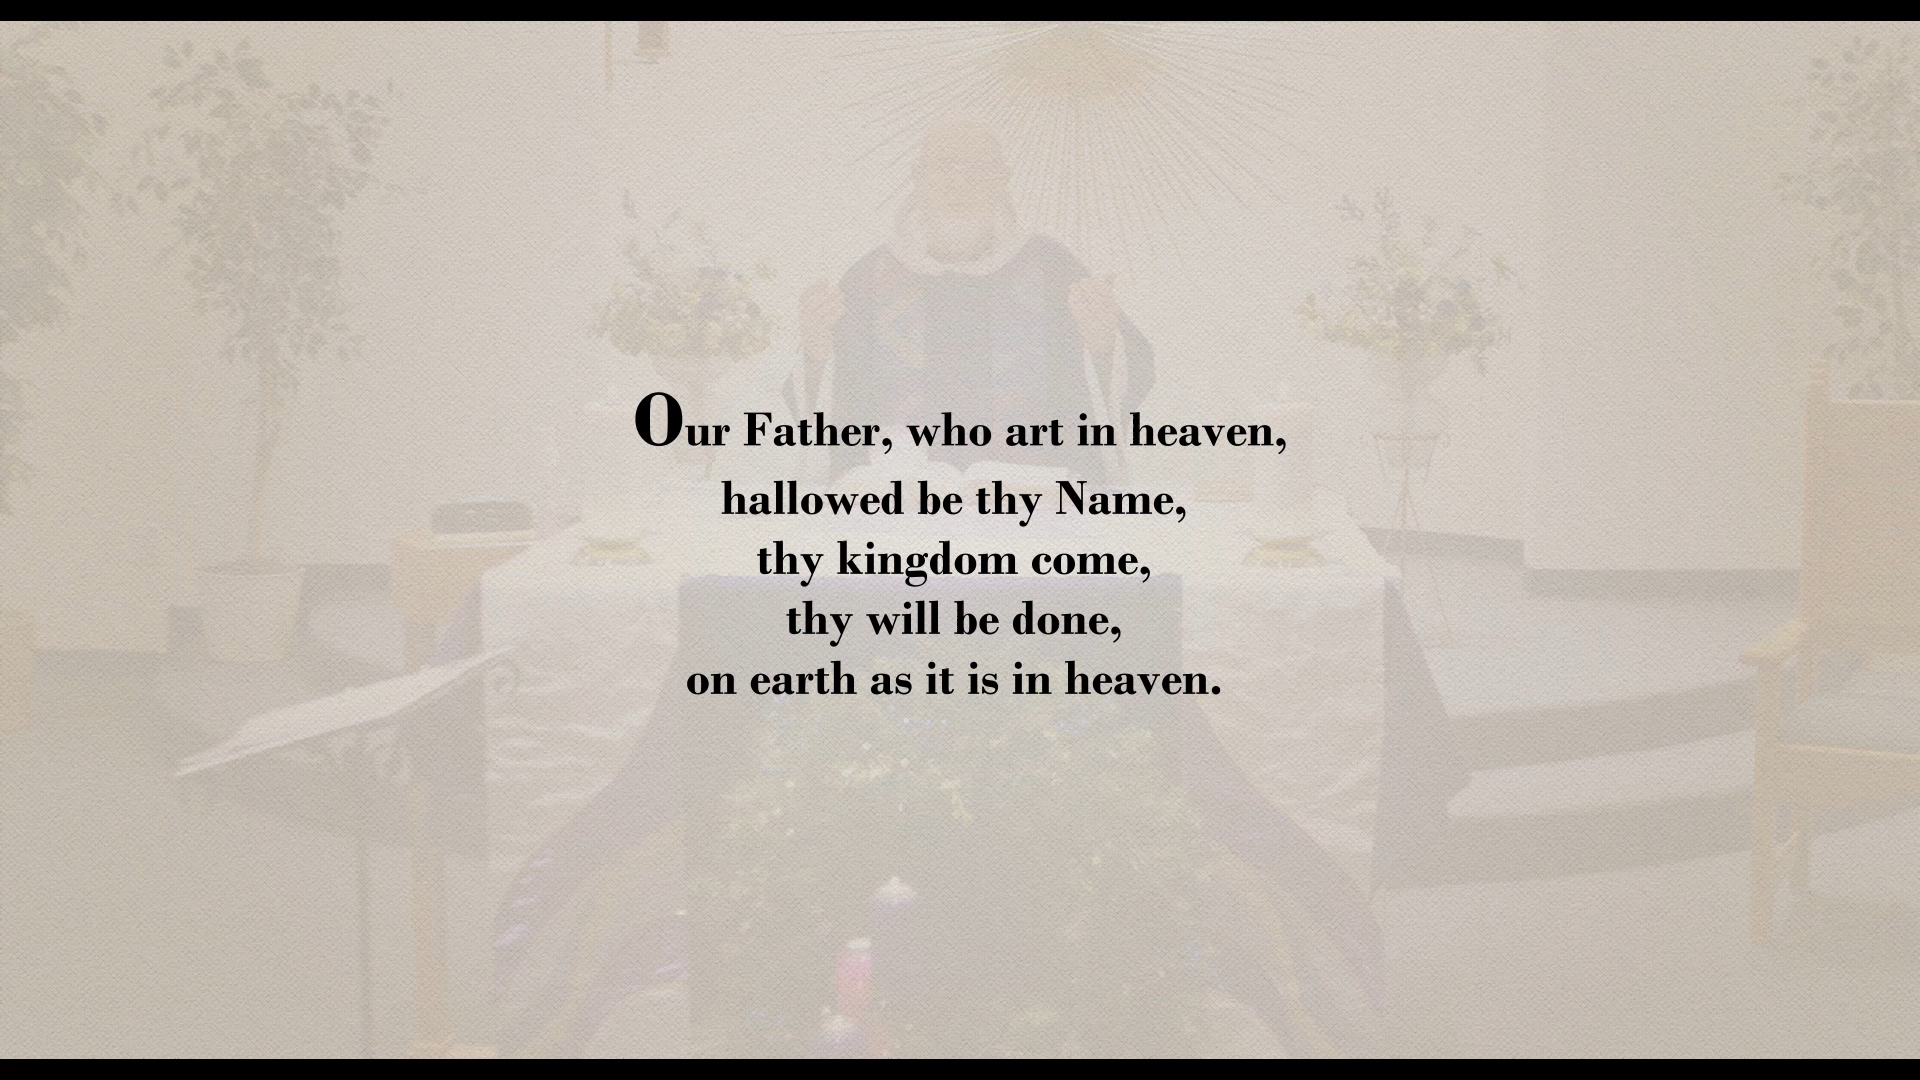 Our Father, who art in heaven,
hallowed be thy Name,
thy kingdom come,
thy will be done,
on earth as it is in heaven.